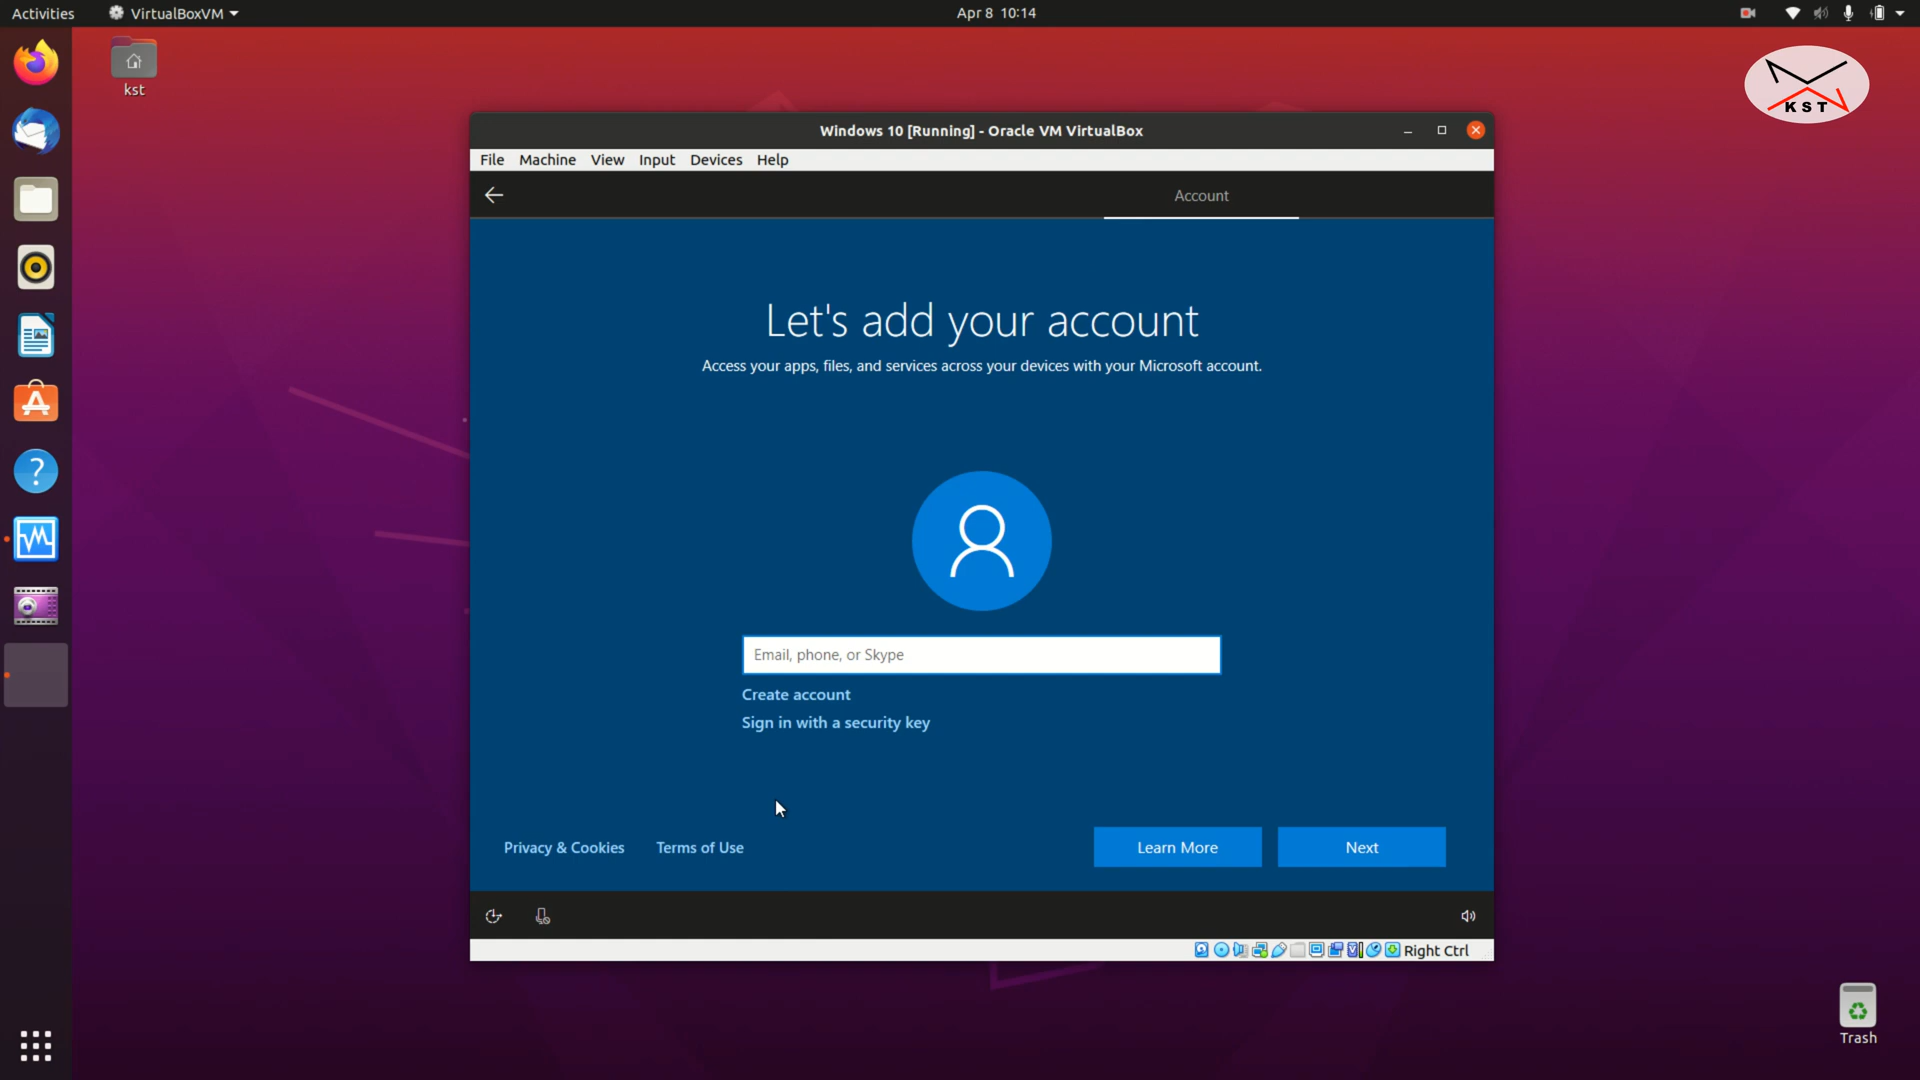 Activities
VirtualBoxVM
Apr 8 10:14
kst
KST
Windows 10 [Running] - Oracle VM VirtualBox
File Machine View Input Devices Help
Account
Let's add your account
Access your apps, files, and services across your devices with your Microsoft account.
Email, phone, or Skype
Create account
Sign in with a security key
Privacy & Cookies Terms of Use
Learn More
Next
Right Ctrl
Trash